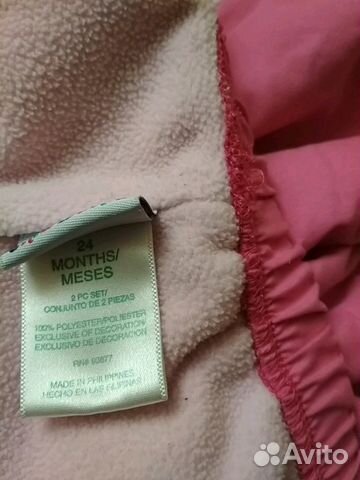 24
MONTHS/
MESES
2 PC SET/
CONJUNTO DE 2 PIEZAS
100% POLYESTER/POLIESTER
EXCLUSIVE OF DECORATION
EXCLUSIVO DE DECORACION
RN# 93677
MADE IN PHILIPPINES
HECHO EN LAS FILIPINAS
Avito